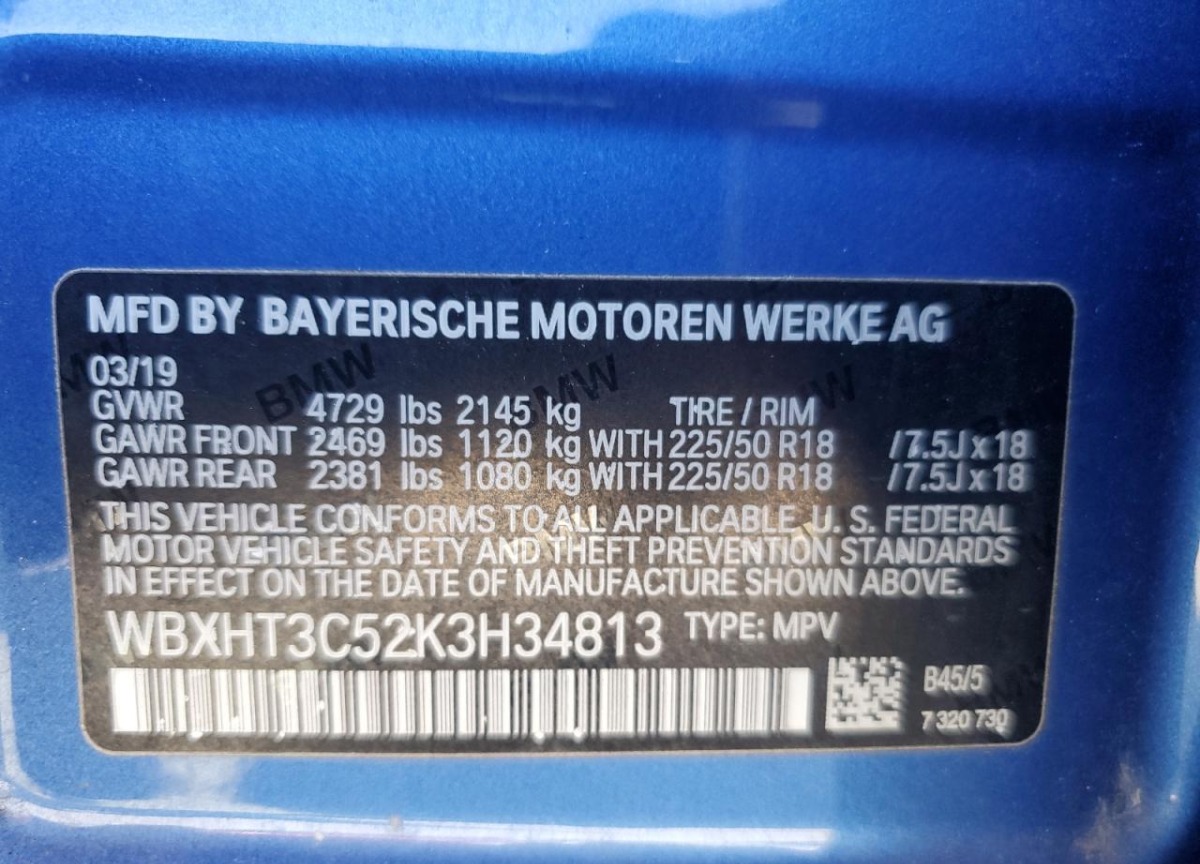 MFD BY BAYERISCHE MOTOREN WERKE AG
03/19
GVWR 4729 lbs 2145 kg TIRE / RIM
GAWR FRONT 2469 lbs 1120 kg WITH 225/50 R18 /7.5J x 18
GAWR REAR 2381 lbs 1080 kg WITH 225/50 R18 /7.5J x 18
THIS VEHICLE CONFORMS TO ALL APPLICABLE U. S. FEDERAL
MOTOR VEHICLE SAFETY AND THEFT PREVENTION STANDARDS
IN EFFECT ON THE DATE OF MANUFACTURE SHOWN ABOVE.
WBXHT3C52K3H34813 TYPE: MPV
B45/5
7 320 730
BMW
BMW